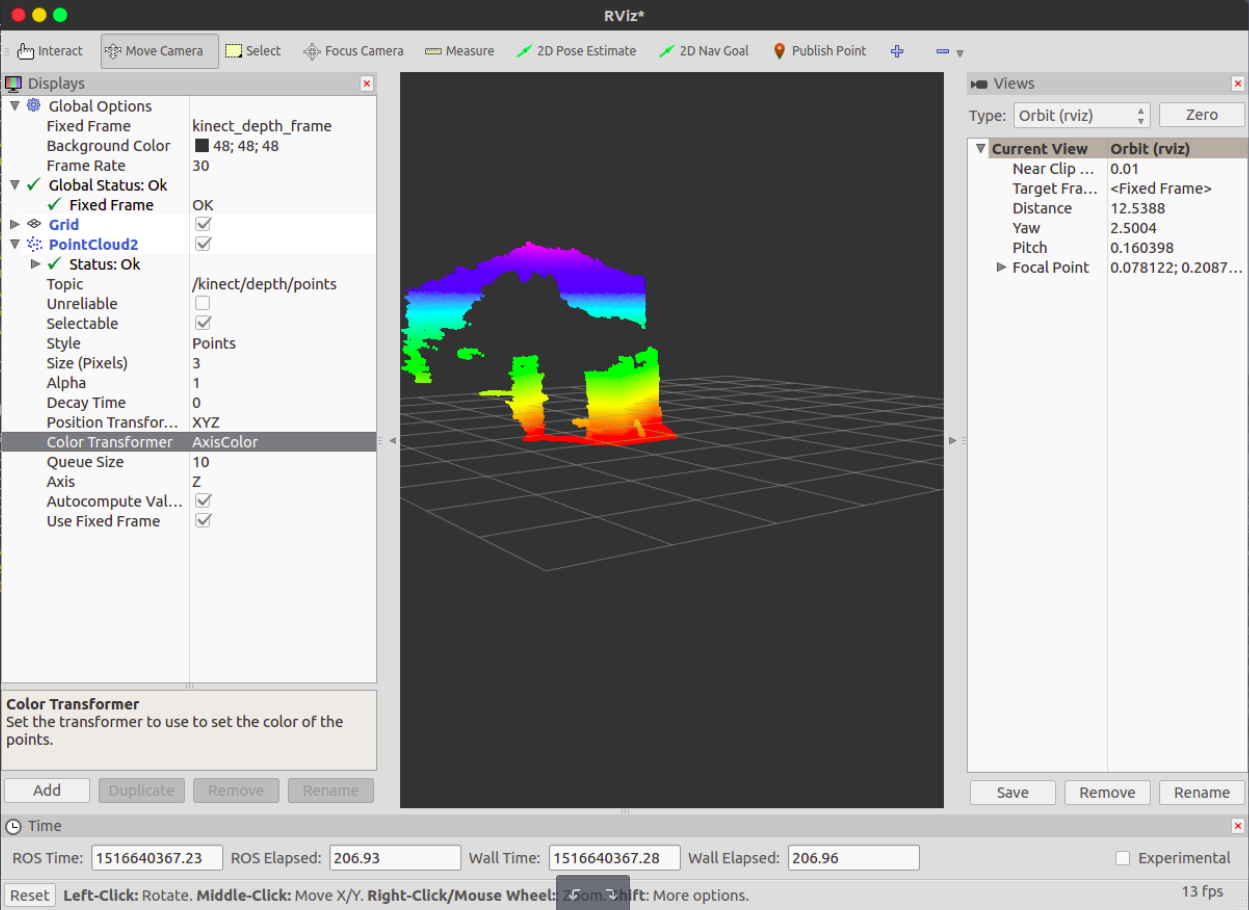 RViz*
Interact Move Camera Select Focus Camera Measure 2D Pose Estimate 2D Nav Goal Publish Point
Displays
Global Options
Fixed Frame kinect_depth_frame
Background Color 48; 48; 48
Frame Rate 30
Global Status: Ok
Fixed Frame OK
Grid
PointCloud2
Status: Ok
Topic /kinect/depth/points
Unreliable
Selectable
Style Points
Size (Pixels) 3
Alpha 1
Decay Time 0
Position Transfor... XYZ
Color Transformer AxisColor
Queue Size 10
Axis Z
Autocompute Val...
Use Fixed Frame
Color Transformer
Set the transformer to use to set the color of the
points.
Add Duplicate Remove Rename
Views
Type: Orbit (rviz) Zero
Current View Orbit (rviz)
Near Clip ... 0.01
Target Fra... <Fixed Frame>
Distance 12.5388
Yaw 2.5004
Pitch 0.160398
Focal Point 0.078122; 0.2087...
Save Remove Rename
Time
ROS Time: 1516640367.23 ROS Elapsed: 206.93 Wall Time: 1516640367.28 Wall Elapsed: 206.96 Experimental
Reset Left-Click: Rotate. Middle-Click: Move X/Y. Right-Click/Mouse Wheel:: Zoom. Shift: More options. 13 fps